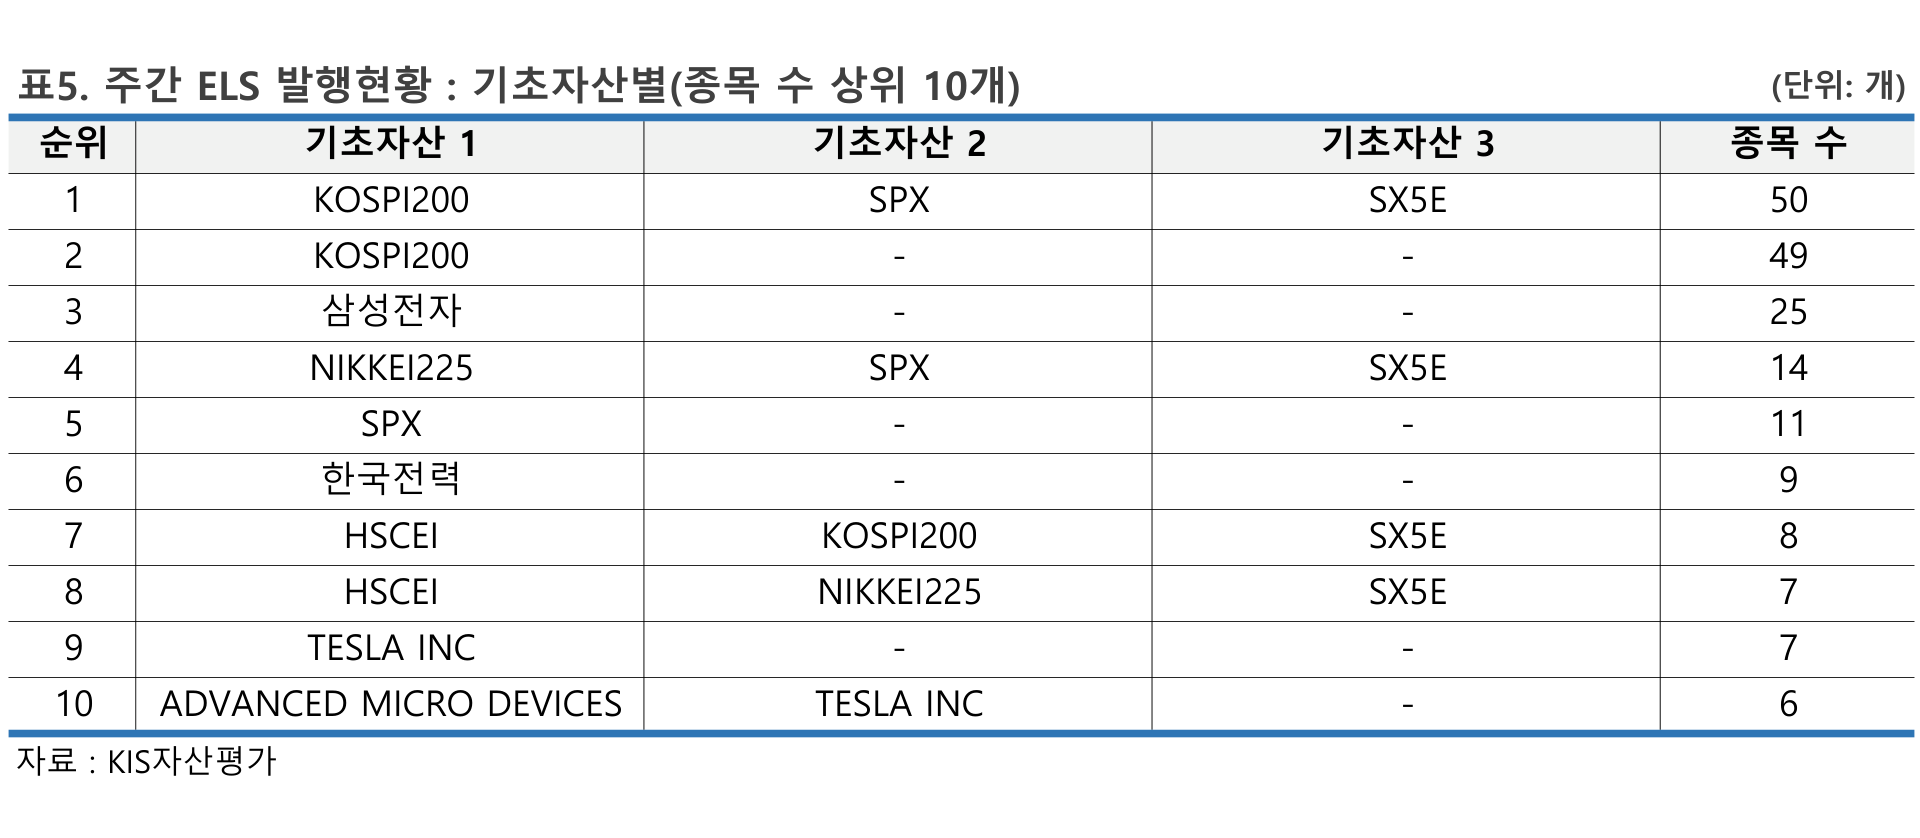 표5. 주간 ELS 발행현황 : 기초자산별(종목 수 상위 10개) (단위: 개)
순위 기초자산 1 기초자산 2 기초자산 3 종목 수
1 KOSPI200 SPX SX5E 50
2 KOSPI200 - - 49
3 삼성전자 - - 25
4 NIKKEI225 SPX SX5E 14
5 SPX - - 11
6 한국전력 - - 9
7 HSCEI KOSPI200 SX5E 8
8 HSCEI NIKKEI225 SX5E 7
9 TESLA INC - - 7
10 ADVANCED MICRO DEVICES TESLA INC - 6
자료 : KIS자산평가